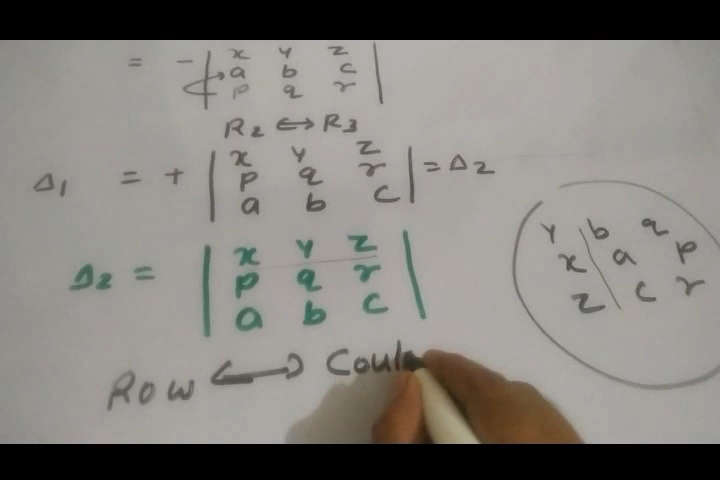 = - | x y z |
a b c
p q r
R2 ↔ R3
Δ1 = + | x y z | = Δ2
p q r
a b c
Δ2 = | x y z |
p q r
a b c
Row ↔ Coul
y b q
x a p
z c r